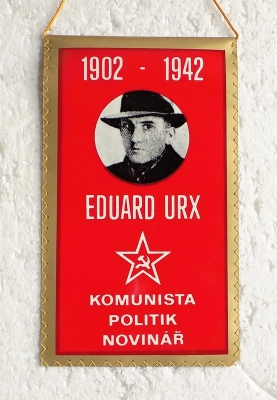 1902 - 1942
EDUARD URX
KOMUNISTA
POLITIK
NOVINÁŘ